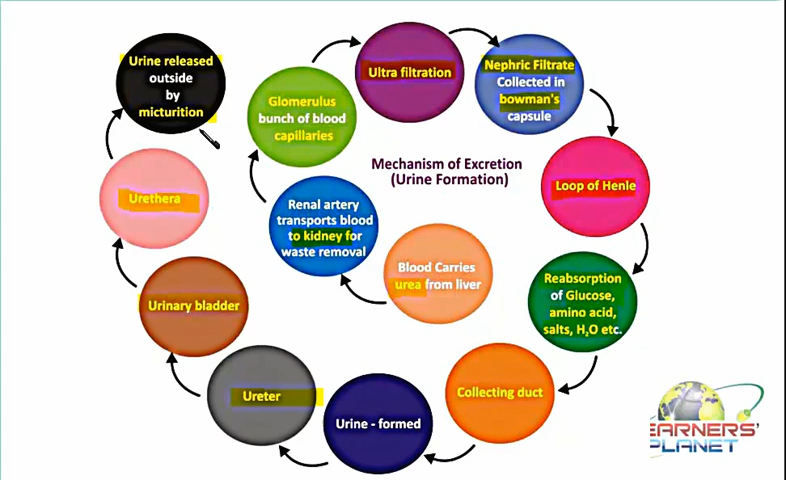 Mechanism of Excretion
(Urine Formation)
Blood Carries
urea from liver
Renal artery
transports blood
to kidney for
waste removal
Glomerulus
bunch of blood
capillaries
Ultra filtration
Nephric Filtrate
Collected in
bowman's
capsule
Loop of Henle
Reabsorption
of Glucose,
amino acid,
salts, H₂O etc.
Collecting duct
Urine - formed
Ureter
Urinary bladder
Urethera
Urine released
outside
by
micturition
EARNERS'
PLANET